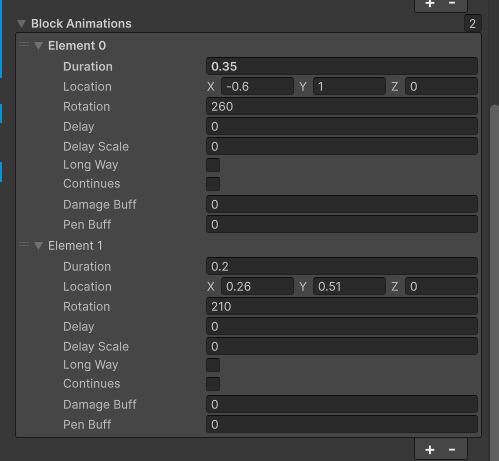 + -
Block Animations 2
Element 0
Duration 0.35
Location X -0.6 Y 1 Z 0
Rotation 260
Delay 0
Delay Scale 0
Long Way
Continues
Damage Buff 0
Pen Buff 0
Element 1
Duration 0.2
Location X 0.26 Y 0.51 Z 0
Rotation 210
Delay 0
Delay Scale 0
Long Way
Continues
Damage Buff 0
Pen Buff 0
+ -